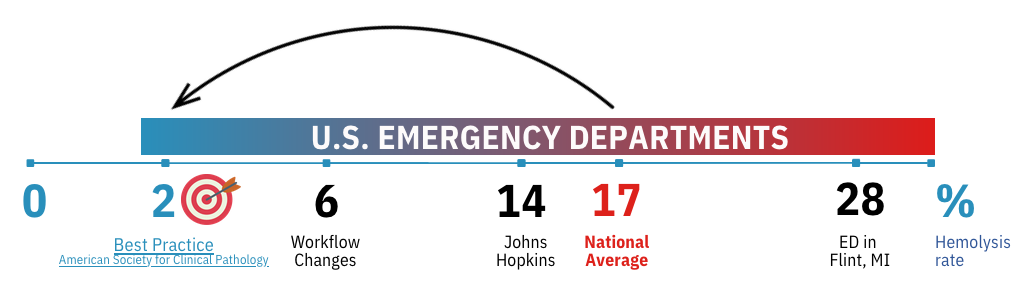 U.S. EMERGENCY DEPARTMENTS
0
2
6
14
17
28
%
Best Practice
American Society for Clinical Pathology
Workflow
Changes
Johns
Hopkins
National
Average
ED in
Flint, MI
Hemolysis
rate